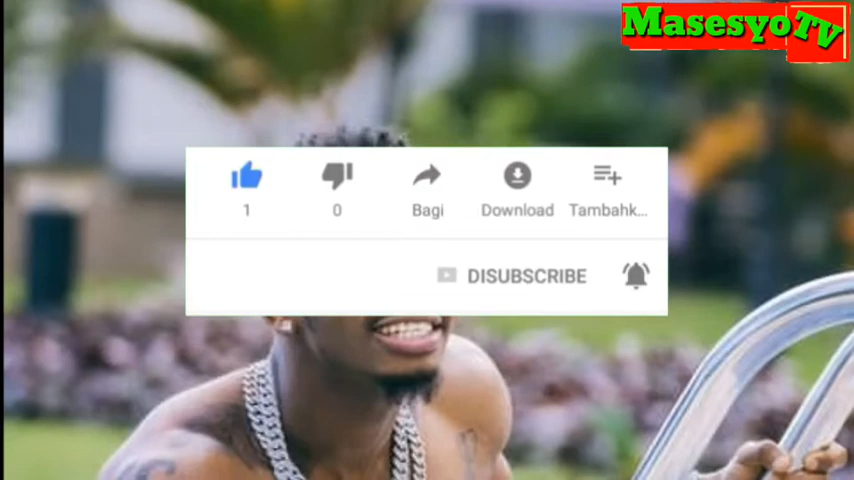 MasesyoTV
1
0
Bagi
Download
Tambahk...
DISUBSCRIBE